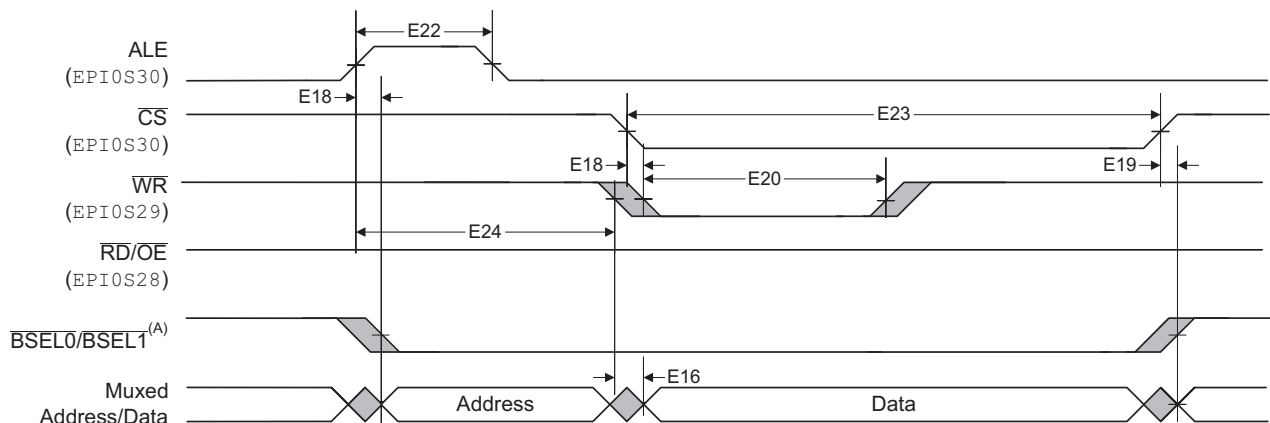 E22
ALE
(EPI0S30)
E18
CS
(EPI0S30)
E23
E18
E20
E19
WR
(EPI0S29)
E24
RD/OE
(EPI0S28)
BSEL0/BSEL1(A)
Muxed
Address/Data
E16
Address
Data